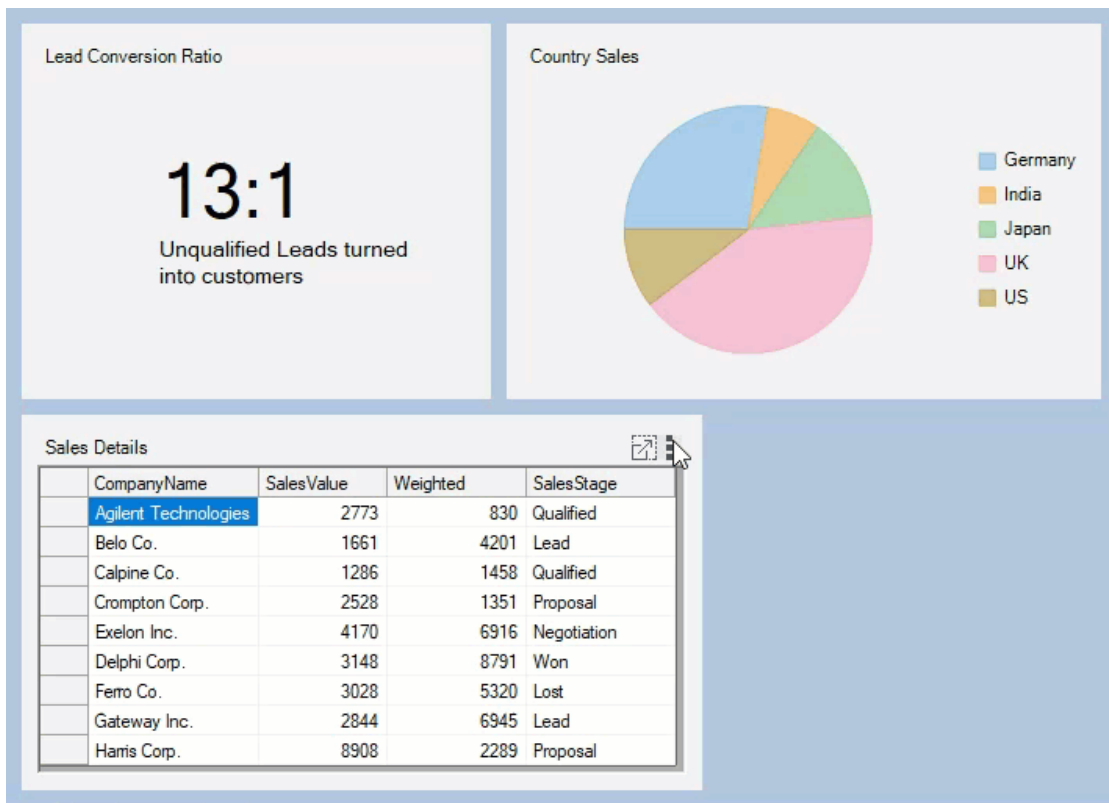 Lead Conversion Ratio
13:1
Unqualified Leads turned
into customers
Country Sales
Germany
India
Japan
UK
US
Sales Details
CompanyName SalesValue Weighted SalesStage
Agilent Technologies 2773 830 Qualified
Belo Co. 1661 4201 Lead
Calpine Co. 1286 1458 Qualified
Crompton Corp. 2528 1351 Proposal
Exelon Inc. 4170 6916 Negotiation
Delphi Corp. 3148 8791 Won
Ferro Co. 3028 5320 Lost
Gateway Inc. 2844 6945 Lead
Harris Corp. 8908 2289 Proposal